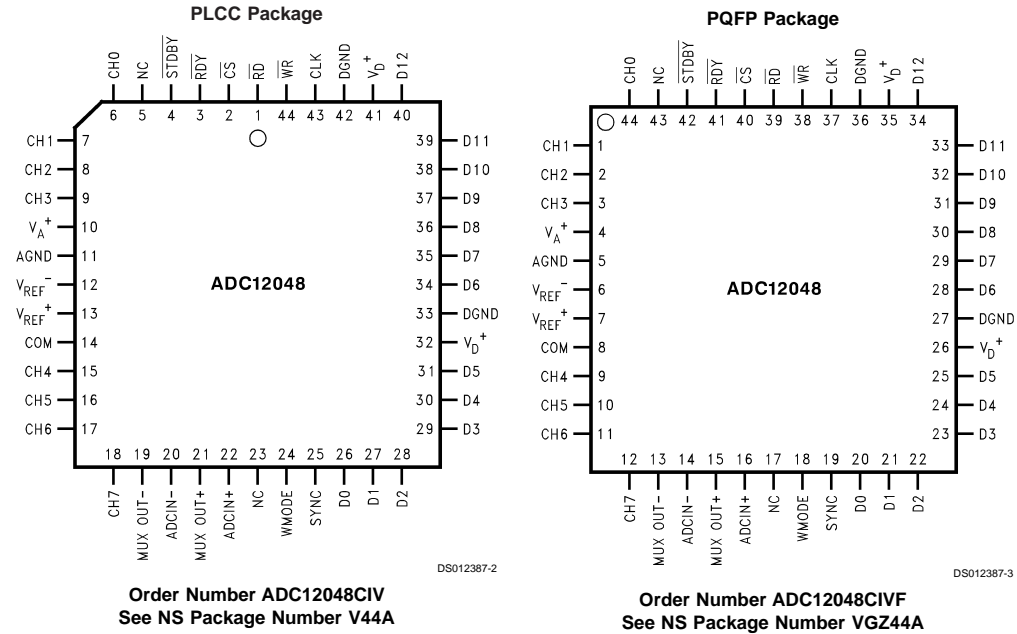 PLCC Package
CH0 NC STDBY RDY CS RD WR CLK DGND VD+ D12
6 5 4 3 2 1 44 43 42 41 40
CH1 7 39 D11
CH2 8 38 D10
CH3 9 37 D9
VA+ 10 36 D8
AGND 11 35 D7
VREF− 12 34 D6
VREF+ 13 33 DGND
COM 14 32 VD+
CH4 15 31 D5
CH5 16 30 D4
CH6 17 29 D3
ADC12048
18 19 20 21 22 23 24 25 26 27 28
CH7 MUX OUT- ADCIN- MUX OUT+ ADCIN+ NC WMODE SYNC D0 D1 D2
DS012387-2
Order Number ADC12048CIV
See NS Package Number V44A
PQFP Package
CH0 NC STDBY RDY CS RD WR CLK DGND VD+ D12
44 43 42 41 40 39 38 37 36 35 34
CH1 1 33 D11
CH2 2 32 D10
CH3 3 31 D9
VA+ 4 30 D8
AGND 5 29 D7
VREF− 6 28 D6
VREF+ 7 27 DGND
COM 8 26 VD+
CH4 9 25 D5
CH5 10 24 D4
CH6 11 23 D3
ADC12048
12 13 14 15 16 17 18 19 20 21 22
CH7 MUX OUT- ADCIN- MUX OUT+ ADCIN+ NC WMODE SYNC D0 D1 D2
DS012387-3
Order Number ADC12048CIVF
See NS Package Number VGZ44A